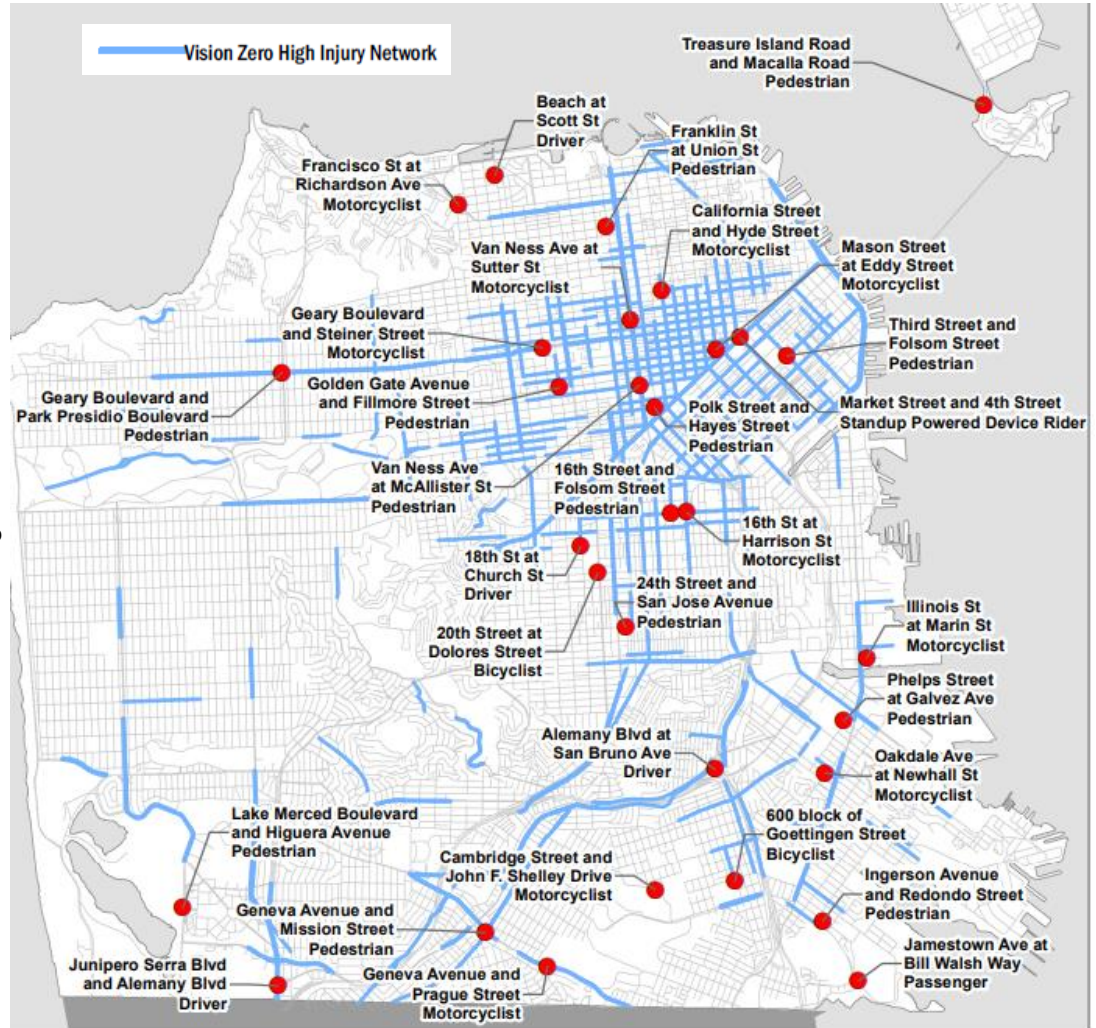 Vision Zero High Injury Network
Treasure Island Road
and Macalla Road
Pedestrian
Beach at
Scott St
Driver
Franklin St
at Union St
Pedestrian
Francisco St at
Richardson Ave
Motorcyclist
California Street
and Hyde Street
Motorcyclist
Van Ness Ave at
Sutter St
Motorcyclist
Mason Street
at Eddy Street
Motorcyclist
Geary Boulevard
and Steiner Street
Motorcyclist
Third Street and
Folsom Street
Pedestrian
Geary Boulevard and
Park Presidio Boulevard
Pedestrian
Golden Gate Avenue
and Fillmore Street
Pedestrian
Polk Street and
Hayes Street
Pedestrian
Market Street and 4th Street
Standup Powered Device Rider
Van Ness Ave
at McAllister St
Pedestrian
16th Street and
Folsom Street
Pedestrian
16th St at
Harrison St
Motorcyclist
18th St at
Church St
Driver
24th Street and
San Jose Avenue
Pedestrian
20th Street at
Dolores Street
Bicyclist
Illinois St
at Marin St
Motorcyclist
Phelps Street
at Galvez Ave
Pedestrian
Alemany Blvd at
San Bruno Ave
Driver
Oakdale Ave
at Newhall St
Motorcyclist
Lake Merced Boulevard
and Higuera Avenue
Pedestrian
600 block of
Goettingen Street
Bicyclist
Cambridge Street and
John F. Shelley Drive
Motorcyclist
Ingerson Avenue
and Redondo Street
Pedestrian
Geneva Avenue and
Mission Street
Pedestrian
Jamestown Ave at
Bill Walsh Way
Passenger
Junipero Serra Blvd
and Alemany Blvd
Driver
Geneva Avenue and
Prague Street
Motorcyclist